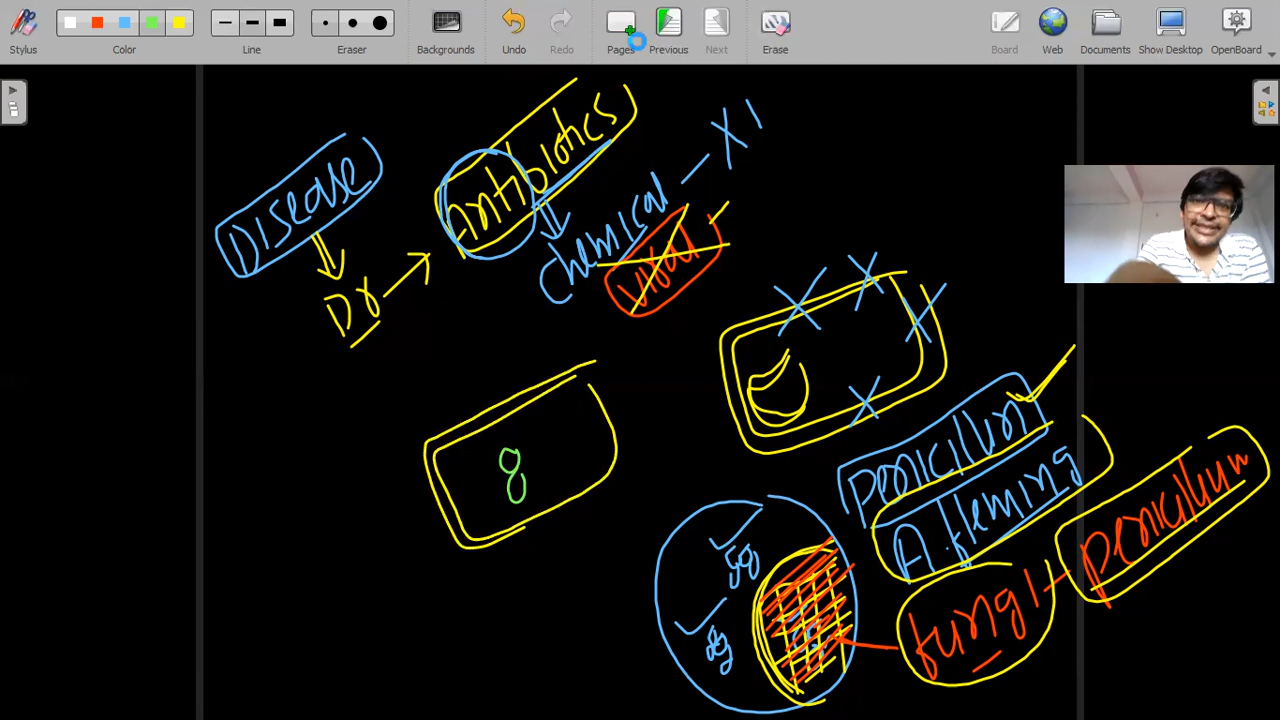 Stylus
Color
Line
Eraser
Backgrounds
Undo
Redo
Pages
Previous
Next
Erase
Board
Web
Documents
Show Desktop
OpenBoard
Disease
Antibiotics
Dr
chemical
X
penicillin
A. fleming
fungi
penicillium